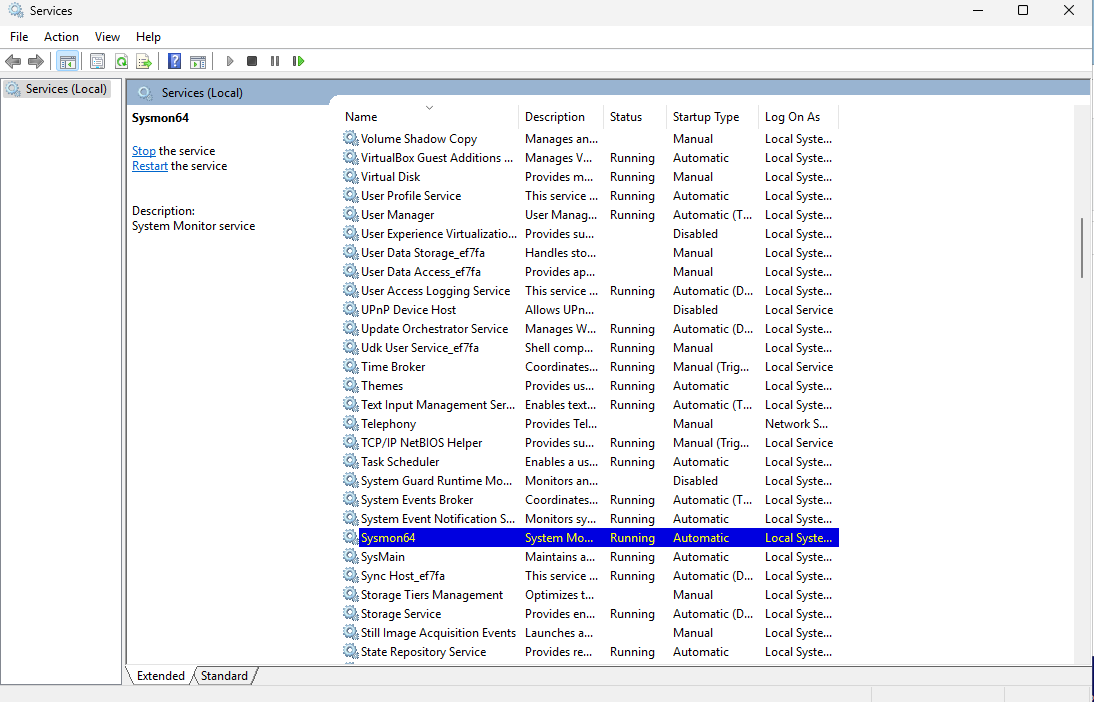 Services
File Action View Help
Services (Local)
Services (Local)
Sysmon64
Stop the service
Restart the service
Description:
System Monitor service
Name Description Status Startup Type Log On As
Volume Shadow Copy Manages an... Manual Local Syste...
VirtualBox Guest Additions ... Manages V... Running Automatic Local Syste...
Virtual Disk Provides m... Running Manual Local Syste...
User Profile Service This service ... Running Automatic Local Syste...
User Manager User Manag... Running Automatic (T... Local Syste...
User Experience Virtualizatio... Provides su... Disabled Local Syste...
User Data Storage_ef7fa Handles sto... Manual Local Syste...
User Data Access_ef7fa Provides ap... Manual Local Syste...
User Access Logging Service This service ... Running Automatic (D... Local Syste...
UPnP Device Host Allows UPn... Disabled Local Service
Update Orchestrator Service Manages W... Running Automatic (D... Local Syste...
Udk User Service_ef7fa Shell comp... Running Manual Local Syste...
Time Broker Coordinates... Running Manual (Trig... Local Service
Themes Provides us... Running Automatic Local Syste...
Text Input Management Ser... Enables text... Running Automatic (T... Local Syste...
Telephony Provides Tel... Manual Network S...
TCP/IP NetBIOS Helper Provides su... Running Manual (Trig... Local Service
Task Scheduler Enables a us... Running Automatic Local Syste...
System Guard Runtime Mo... Monitors an... Disabled Local Syste...
System Events Broker Coordinates... Running Automatic (T... Local Syste...
System Event Notification S... Monitors sy... Running Automatic Local Syste...
Sysmon64 System Mo... Running Automatic Local Syste...
SysMain Maintains a... Running Automatic Local Syste...
Sync Host_ef7fa This service ... Running Automatic (D... Local Syste...
Storage Tiers Management Optimizes t... Manual Local Syste...
Storage Service Provides en... Running Automatic (D... Local Syste...
Still Image Acquisition Events Launches a... Manual Local Syste...
State Repository Service Provides re... Running Automatic Local Syste...
Extended Standard